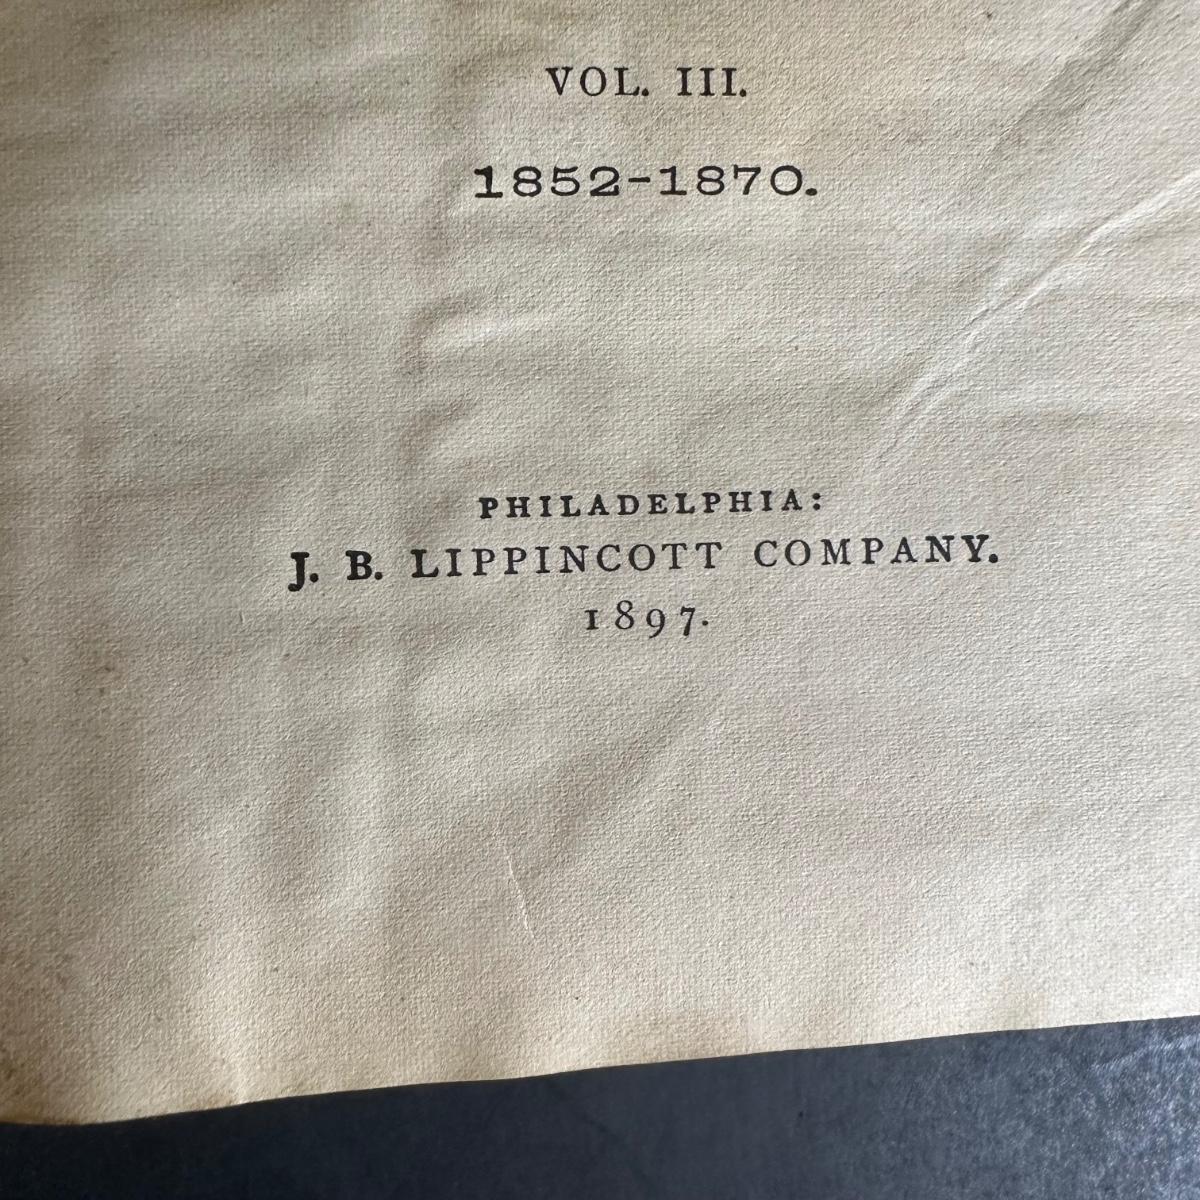 VOL. III.
1852-1870.
PHILADELPHIA:
J. B. LIPPINCOTT COMPANY.
1897.